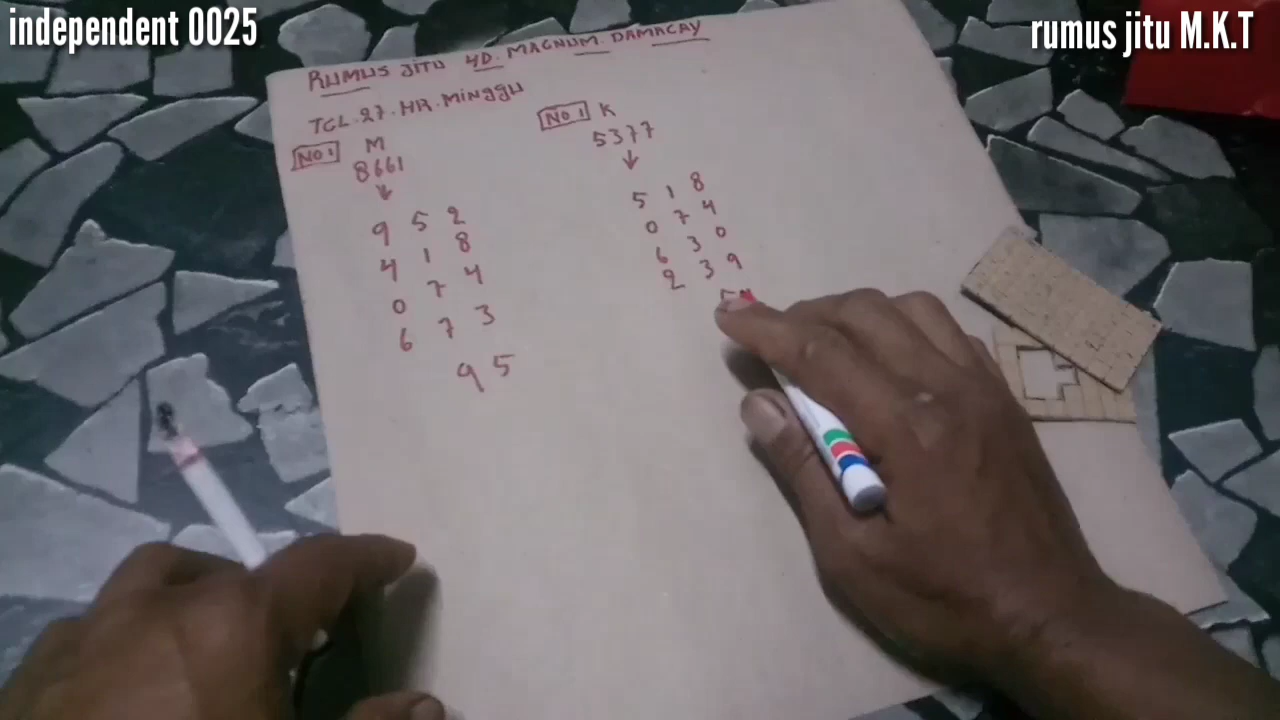 independent 0025
rumus jitu M.K.T
RUMUS JITU 4D. MAGNUM. DAMACAY
TGL. 27. HR. MINGGU
NO 1 M
8661
9 5 2
4 1 8
0 7 4
6 7 3
9 5
NO 1 K
5377
5 1 8
0 7 4
6 3 0
2 3 9